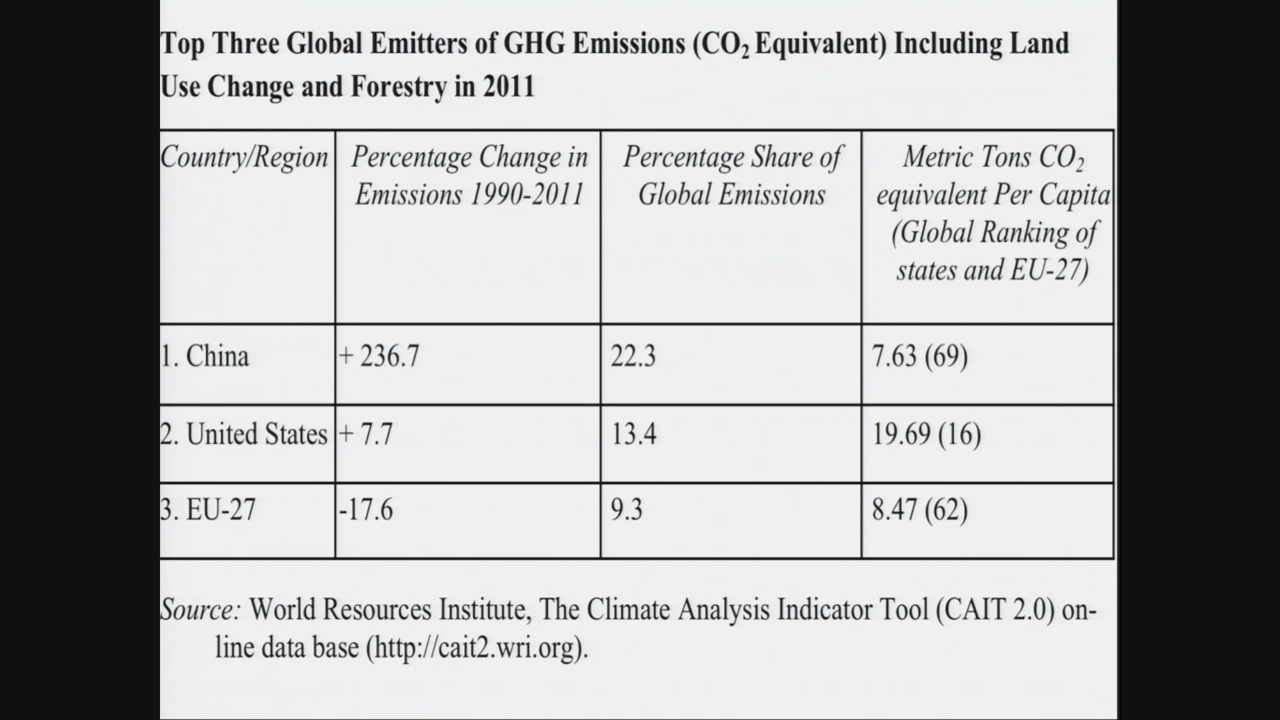 Top Three Global Emitters of GHG Emissions (CO₂ Equivalent) Including Land
Use Change and Forestry in 2011
Country/Region Percentage Change in Emissions 1990-2011 Percentage Share of Global Emissions Metric Tons CO₂ equivalent Per Capita (Global Ranking of states and EU-27)
1. China + 236.7 22.3 7.63 (69)
2. United States + 7.7 13.4 19.69 (16)
3. EU-27 -17.6 9.3 8.47 (62)
Source: World Resources Institute, The Climate Analysis Indicator Tool (CAIT 2.0) on-
line data base (http://cait2.wri.org).